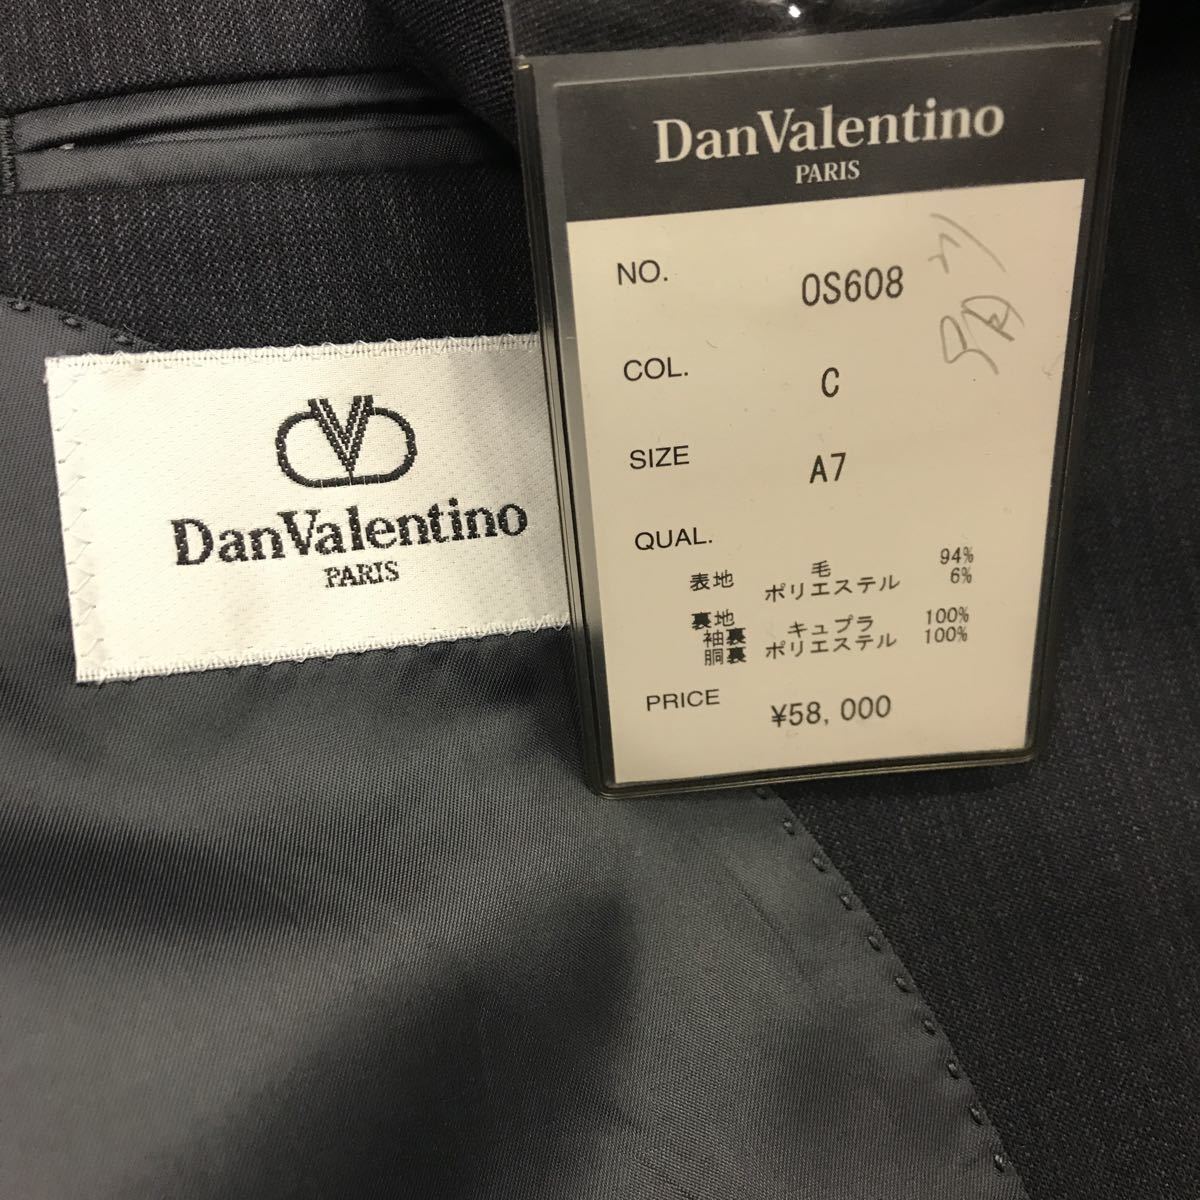 DanValentino
PARIS
NO. OS608
COL. C
SIZE A7
QUAL.
表地 毛 94%
ポリエステル 6%
裏地
袖裏 キュプラ 100%
胴裏 ポリエステル 100%
PRICE ¥58,000
DanValentino
PARIS